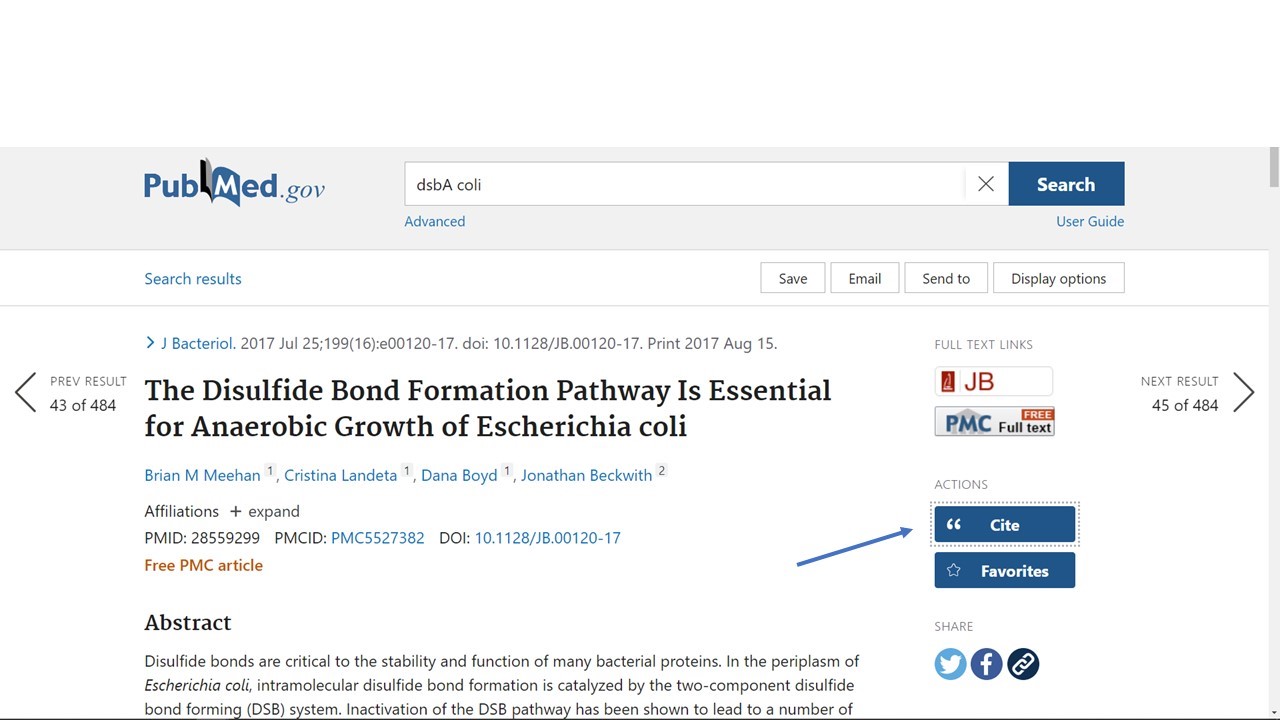 PubMed.gov
dsbA coli
Search
Advanced
User Guide
Search results
Save
Email
Send to
Display options
J Bacteriol. 2017 Jul 25;199(16):e00120-17. doi: 10.1128/JB.00120-17. Print 2017 Aug 15.
PREV RESULT
43 of 484
The Disulfide Bond Formation Pathway Is Essential
for Anaerobic Growth of Escherichia coli
Brian M Meehan 1, Cristina Landeta 1, Dana Boyd 1, Jonathan Beckwith 2
Affiliations + expand
PMID: 28559299 PMCID: PMC5527382 DOI: 10.1128/JB.00120-17
Free PMC article
Abstract
Disulfide bonds are critical to the stability and function of many bacterial proteins. In the periplasm of
Escherichia coli, intramolecular disulfide bond formation is catalyzed by the two-component disulfide
bond forming (DSB) system. Inactivation of the DSB pathway has been shown to lead to a number of
FULL TEXT LINKS
JB
PMC FREE
Full text
ACTIONS
Cite
Favorites
SHARE
NEXT RESULT
45 of 484